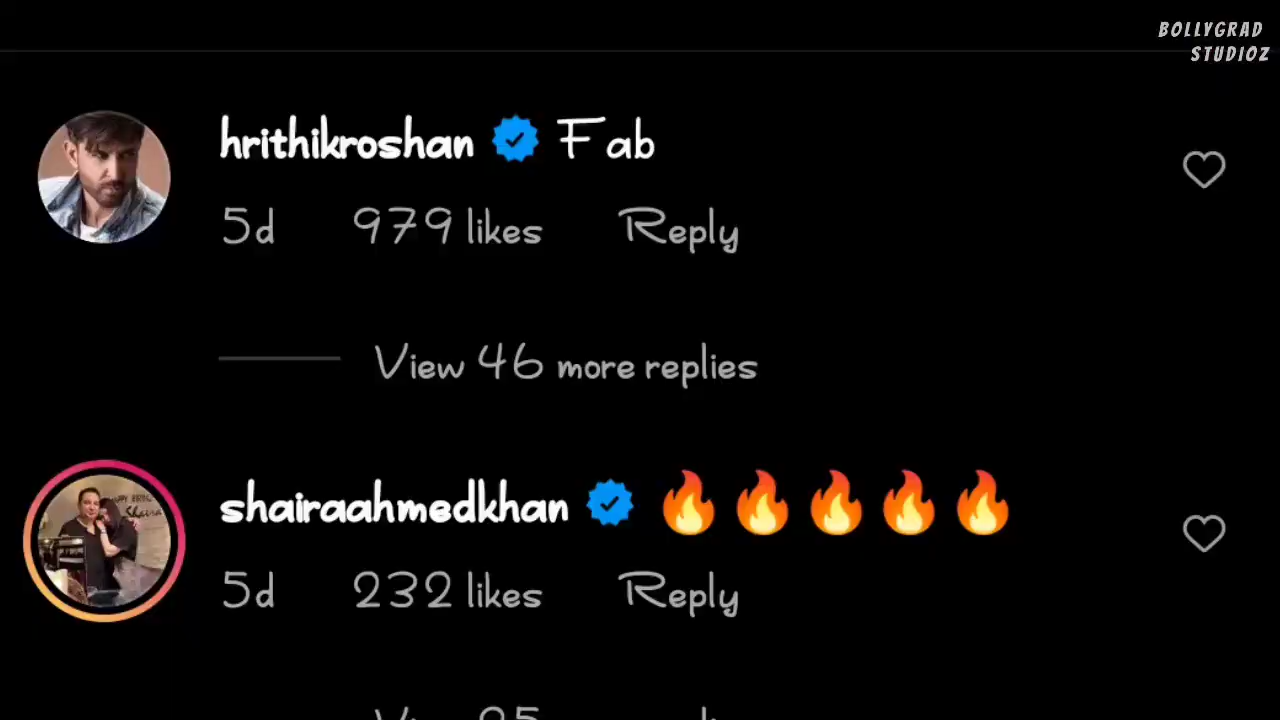 BOLLYGRAD
STUDIOZ
hrithikroshan Fab
5d 979 likes Reply
View 46 more replies
shairaahmedkhan 🔥🔥🔥🔥🔥
5d 232 likes Reply